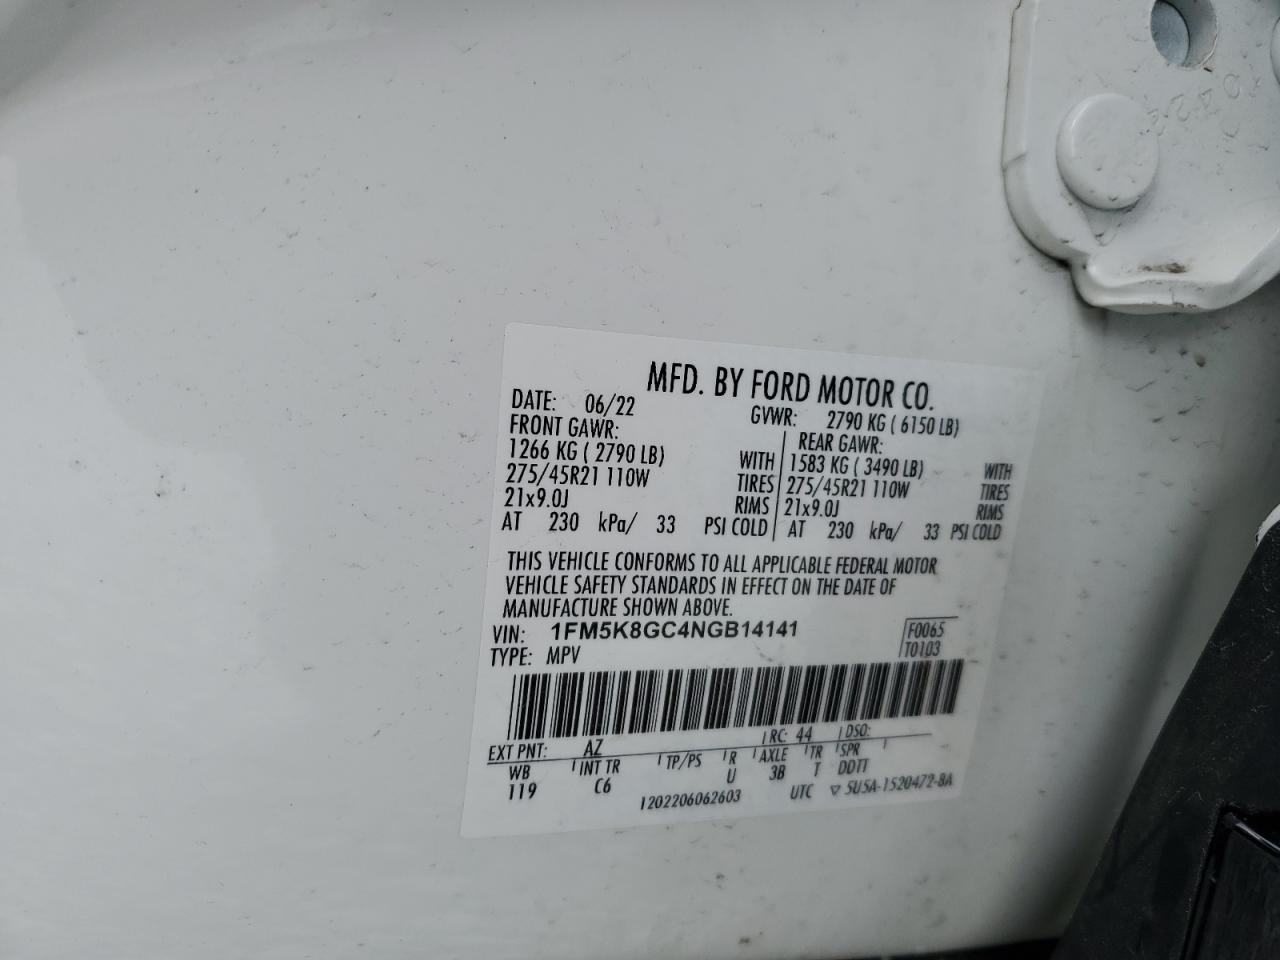 MFD. BY FORD MOTOR CO.
DATE: 06/22 GVWR: 2790 KG ( 6150 LB)
FRONT GAWR: REAR GAWR:
1266 KG ( 2790 LB) WITH 1583 KG ( 3490 LB) WITH
275/45R21 110W TIRES 275/45R21 110W TIRES
21x9.0J RIMS 21x9.0J RIMS
AT 230 kPa/ 33 PSI COLD AT 230 kPa/ 33 PSI COLD
THIS VEHICLE CONFORMS TO ALL APPLICABLE FEDERAL MOTOR
VEHICLE SAFETY STANDARDS IN EFFECT ON THE DATE OF
MANUFACTURE SHOWN ABOVE.
VIN: 1FM5K8GC4NGB14141 F0065
TYPE: MPV T0103
EXT PNT: AZ RC: 44 DSO:
WB INT TR TP/PS R AXLE TR SPR
119 C6 U 3B T DDTT
1202206062603 UTC ▽ 5U5A-1520472-8A